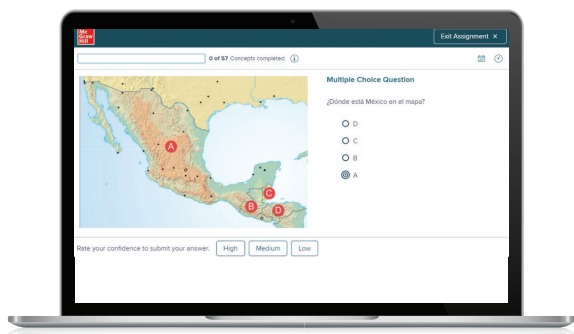 Mc
Graw
Hill
Exit Assignment ×
0 of 57 Concepts completed
Multiple Choice Question
¿Dónde está México en el mapa?
D
C
B
A
A
C
B
D
Rate your confidence to submit your answer.
High
Medium
Low